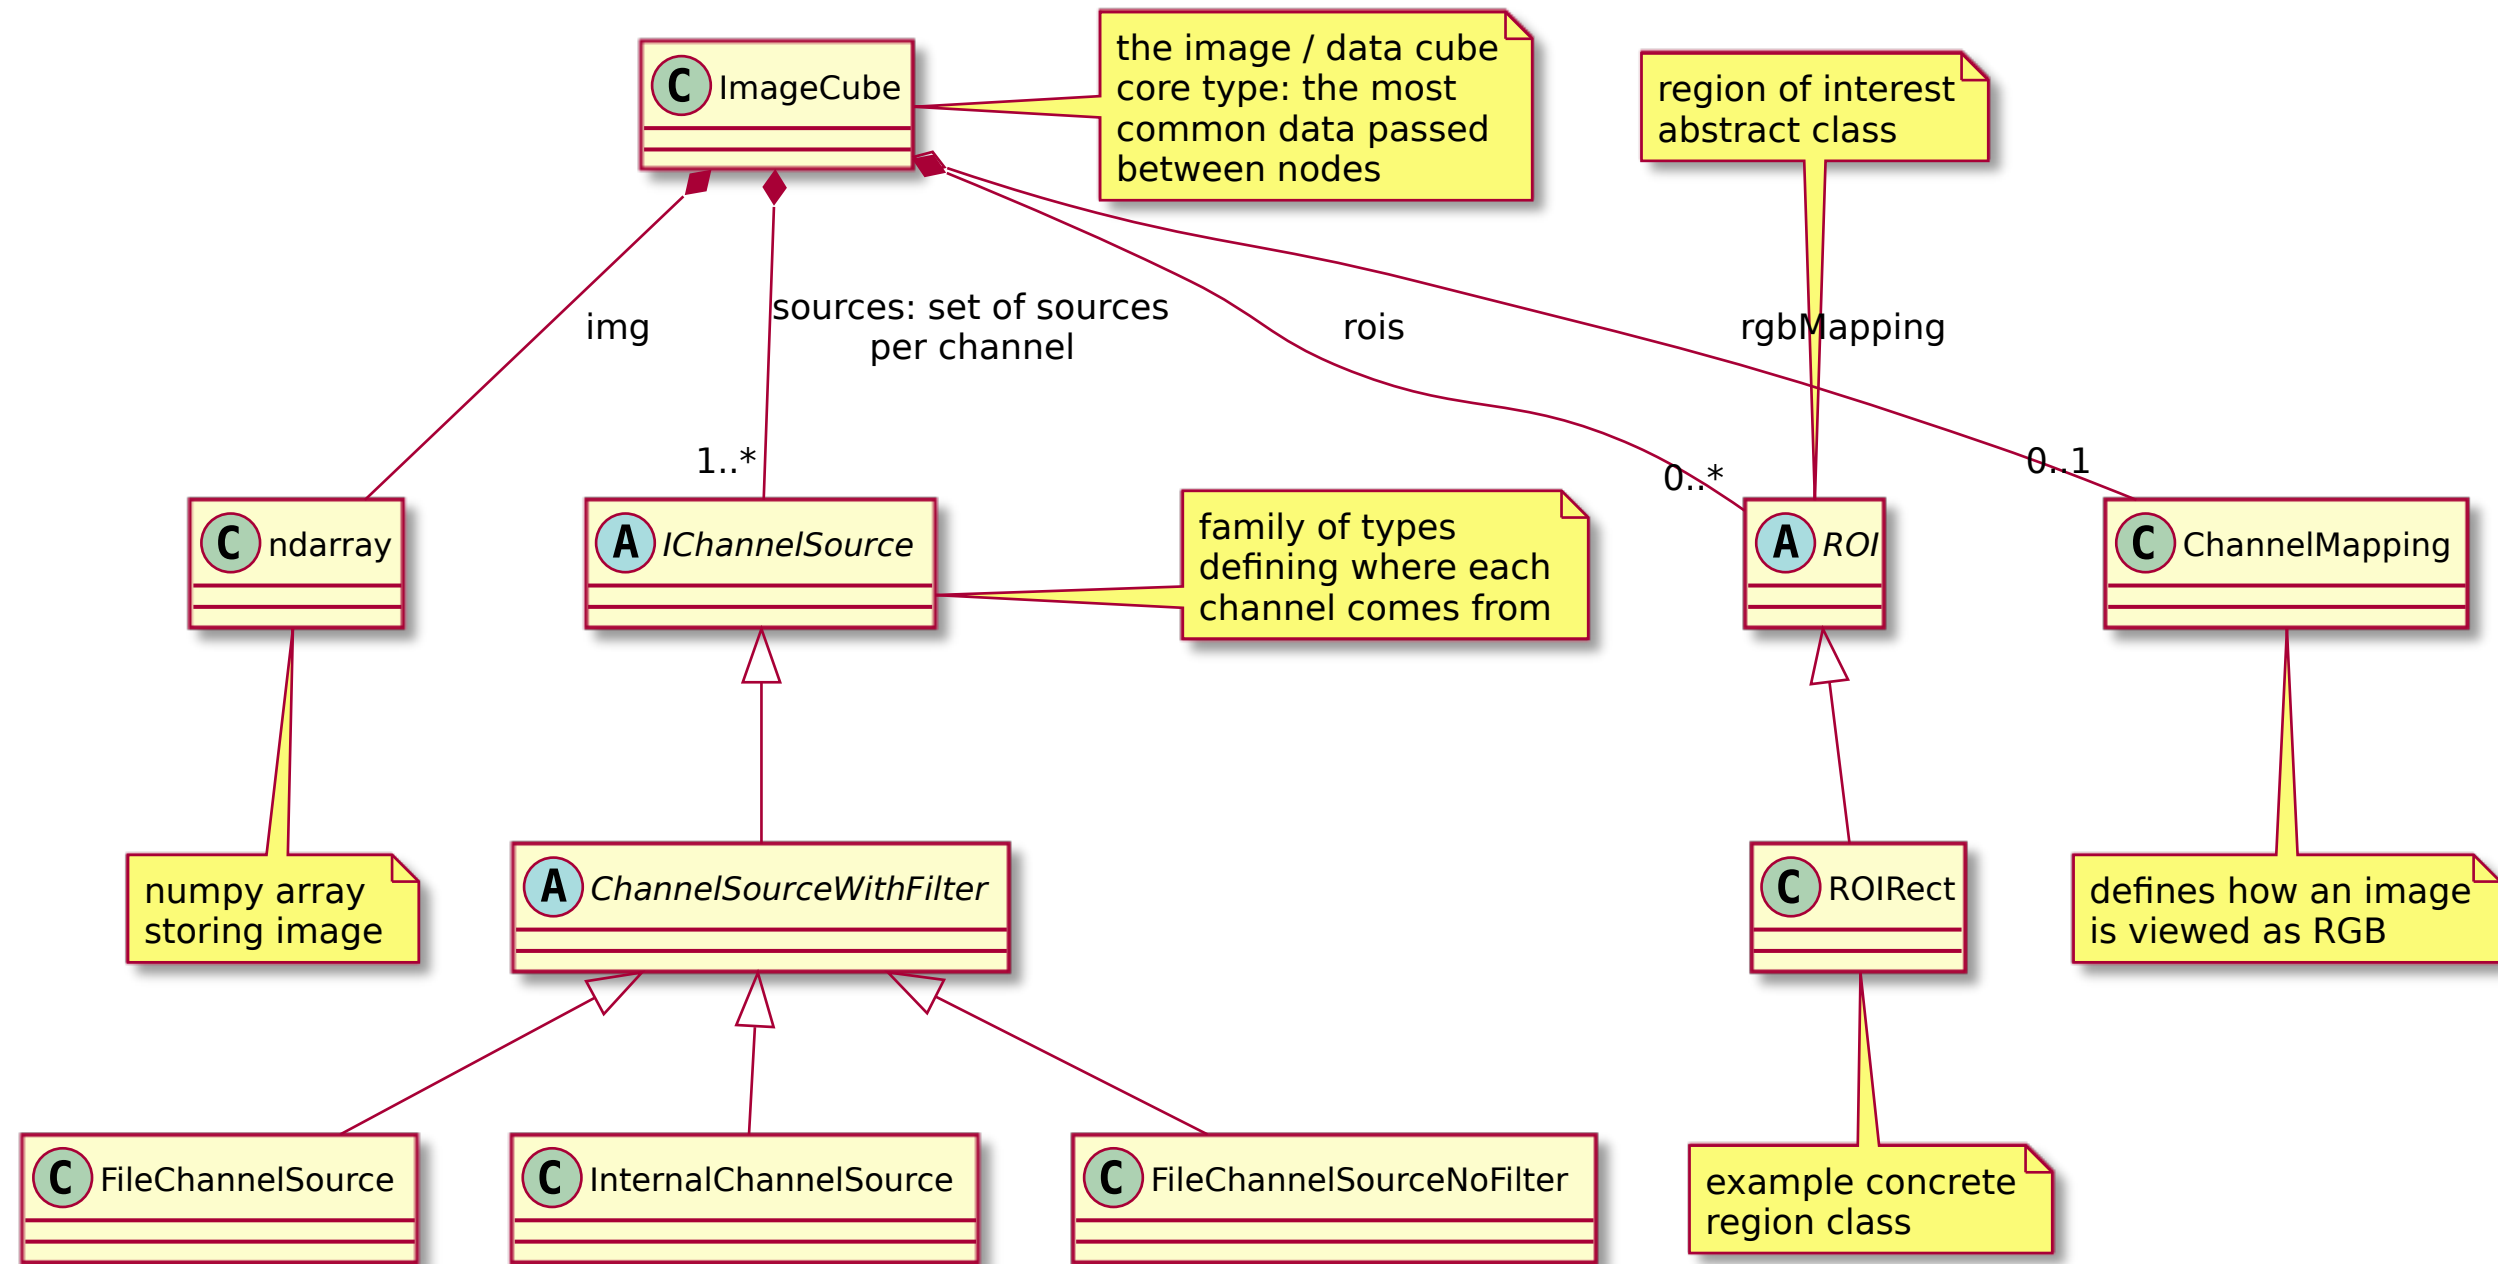 C ImageCube
the image / data cube
core type: the most
common data passed
between nodes
region of interest
abstract class
img
sources: set of sources
per channel
rois
rgbMapping
1..*
0..*
0..1
C ndarray
A IChannelSource
family of types
defining where each
channel comes from
A ROI
C ChannelMapping
numpy array
storing image
A ChannelSourceWithFilter
C ROIRect
defines how an image
is viewed as RGB
C FileChannelSource
C InternalChannelSource
C FileChannelSourceNoFilter
example concrete
region class